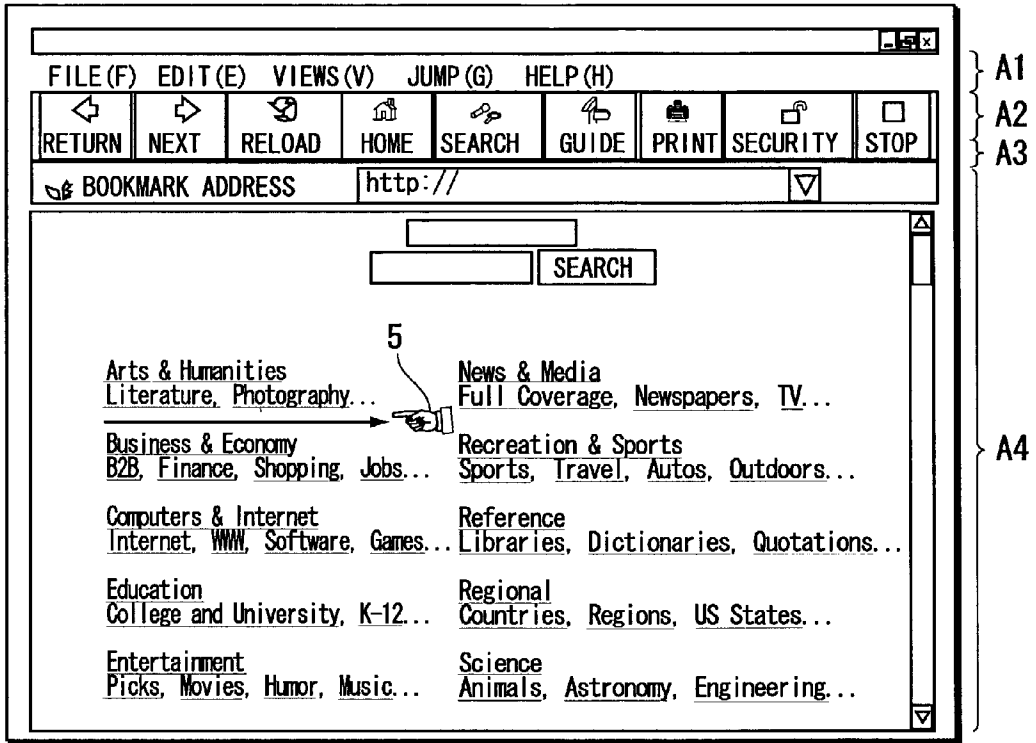 FILE(F) EDIT(E) VIEWS(V) JUMP(G) HELP(H)
A1
RETURN NEXT RELOAD HOME SEARCH GUIDE PRINT SECURITY STOP
A2
A3
BOOKMARK ADDRESS http://
SEARCH
5
Arts & Humanities
Literature, Photography...
News & Media
Full Coverage, Newspapers, TV...
Business & Economy
B2B, Finance, Shopping, Jobs...
Recreation & Sports
Sports, Travel, Autos, Outdoors...
A4
Computers & Internet
Internet, WWW, Software, Games...
Reference
Libraries, Dictionaries, Quotations...
Education
College and University, K-12...
Regional
Countries, Regions, US States...
Entertainment
Picks, Movies, Humor, Music...
Science
Animals, Astronomy, Engineering...